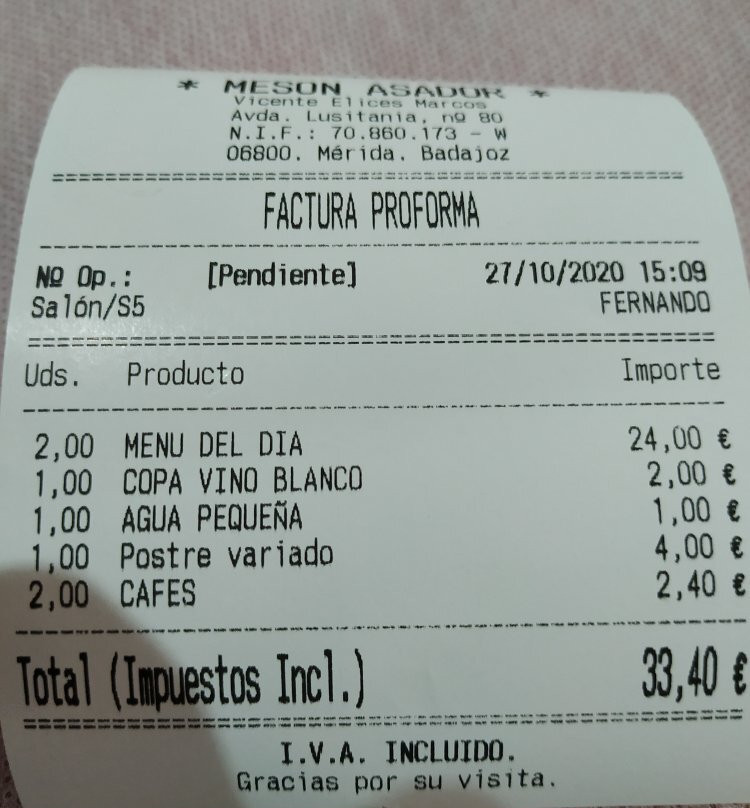 * MESON ASADOR *
Vicente Elices Marcos
Avda. Lusitania, nº 80
N.I.F.: 70.860.173 - W
06800. Mérida. Badajoz
FACTURA PROFORMA
Nº Op.: [Pendiente] 27/10/2020 15:09
Salón/S5 FERNANDO
Uds. Producto Importe
2,00 MENU DEL DIA 24,00 €
1,00 COPA VINO BLANCO 2,00 €
1,00 AGUA PEQUEÑA 1,00 €
1,00 Postre variado 4,00 €
2,00 CAFES 2,40 €
Total (Impuestos Incl.) 33,40 €
I.V.A. INCLUIDO.
Gracias por su visita.